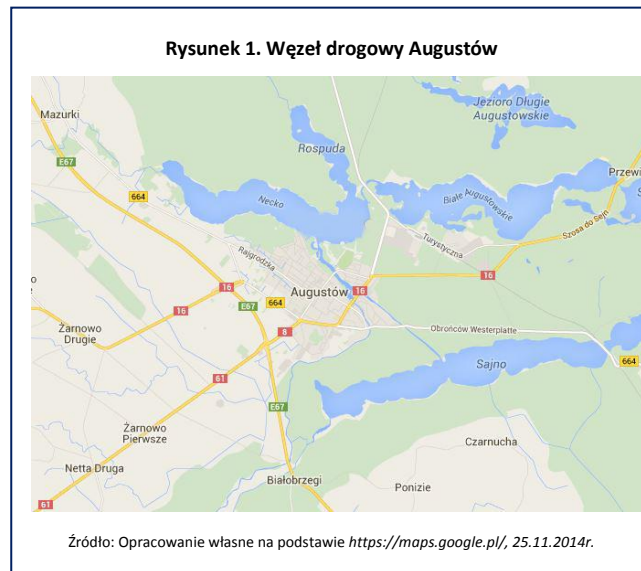 Rysunek 1. Węzeł drogowy Augustów
Jezioro Długie
Augustowskie
Mazurki
Rospuda
E67
Przewi
664
Necko
Białe Augustowskie
Szosa do Sejn
Turystyczna
Rajgrodzka
16
16
Augustów
16
16
E67
664
8
Obrońców Westerplatte
Żarnowo
Drugie
Sajno
664
61
E67
Żarnowo
Pierwsze
Czarnucha
Netta Druga
Białobrzegi
Ponizie
61
Źródło: Opracowanie własne na podstawie https://maps.google.pl/, 25.11.2014r.